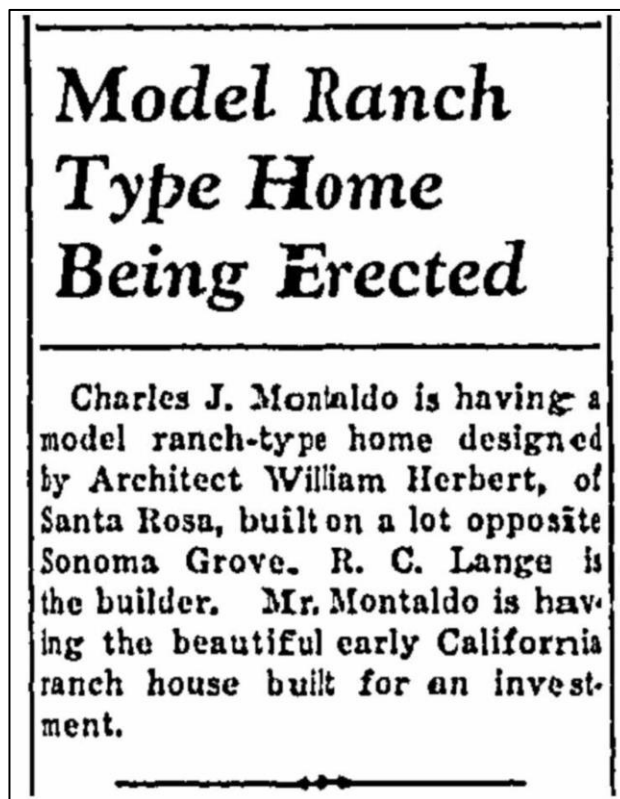 Model Ranch
Type Home
Being Erected
Charles J. Montaldo is having a
model ranch-type home designed
by Architect William Herbert, of
Santa Rosa, built on a lot opposite
Sonoma Grove. R. C. Lange is
the builder. Mr. Montaldo is hav-
ing the beautiful early California
ranch house built for an invest-
ment.